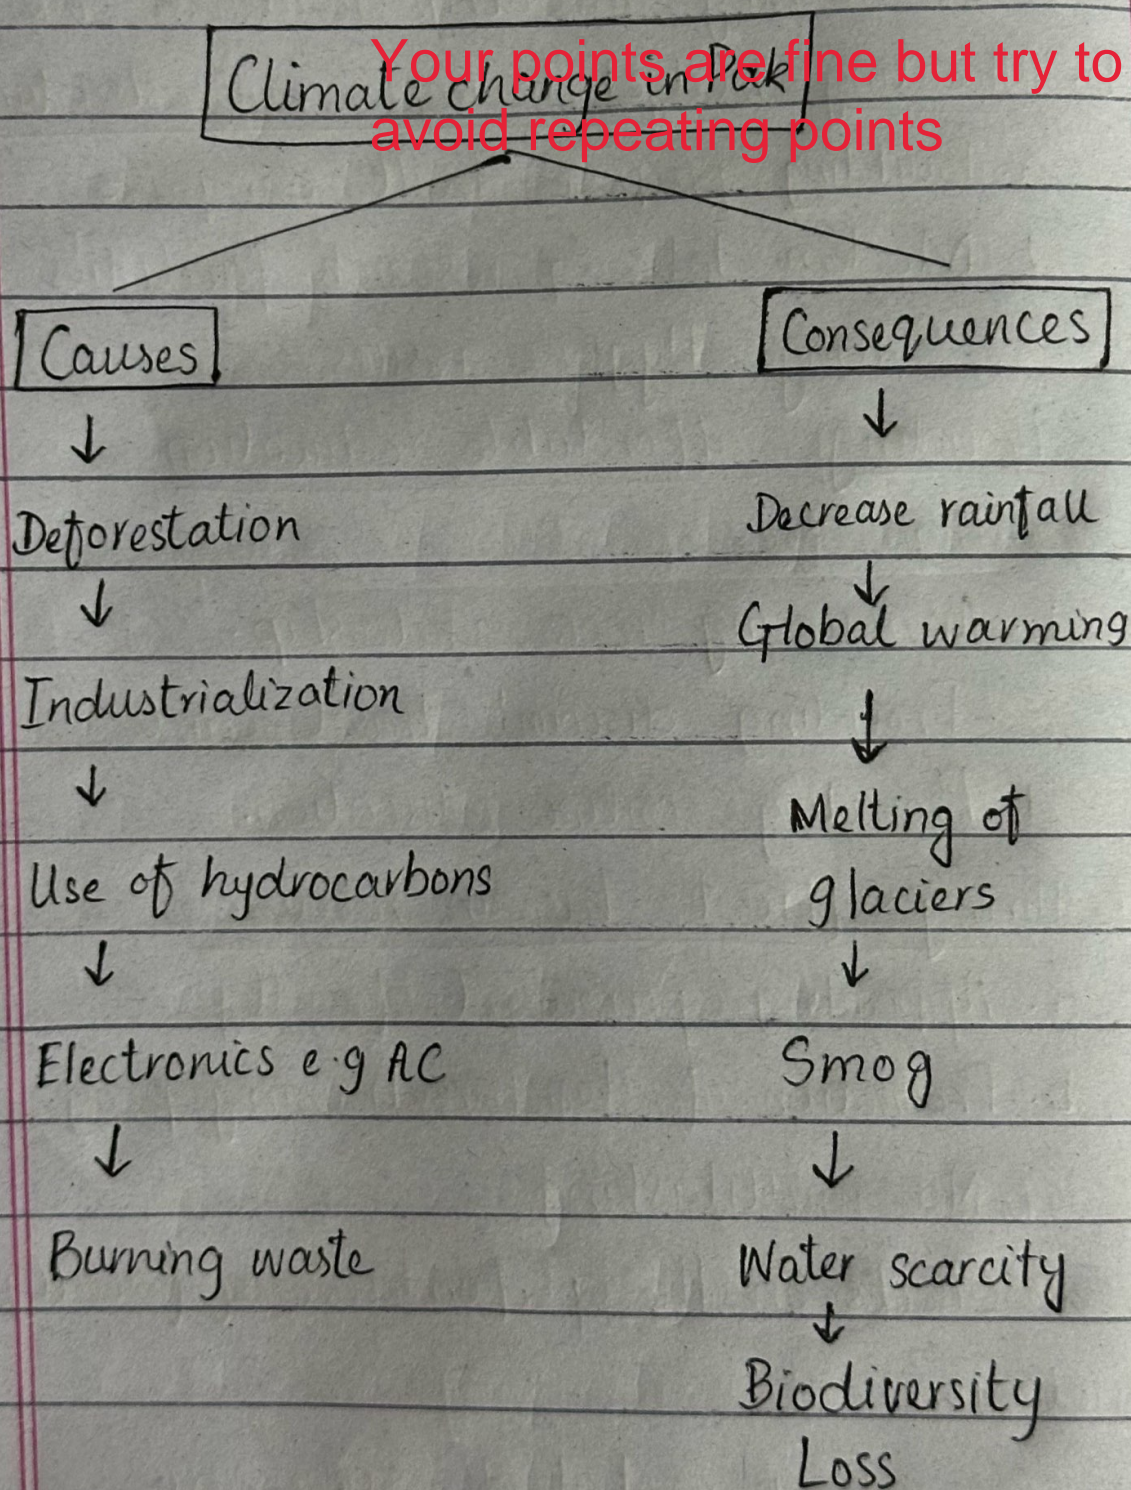 Your points are fine but try to
avoid repeating points
Climate change in Pak
Causes
Consequences
Deforestation
Decrease rainfall
Global warming
Industrialization
Melting of
glaciers
Use of hydrocarbons
Electronics e.g AC
Smog
Burning waste
Water scarcity
Biodiversity
Loss